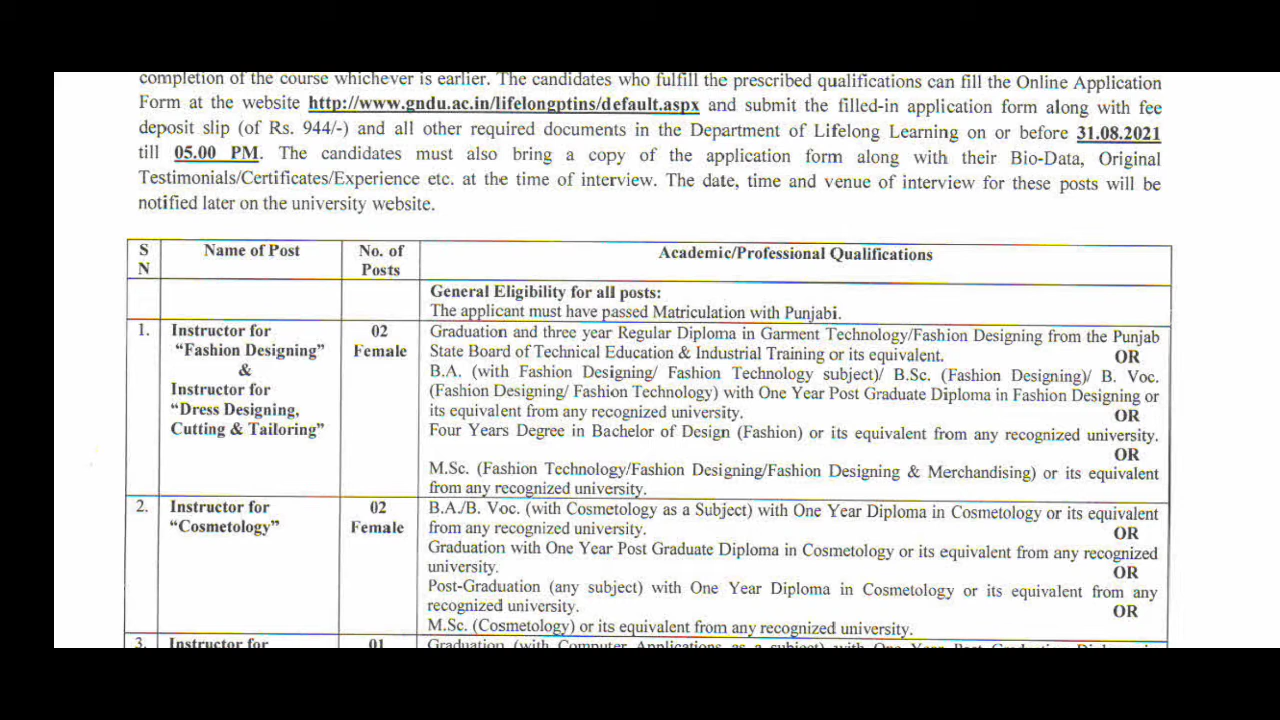 completion of the course whichever is earlier. The candidates who fulfill the prescribed qualifications can fill the Online Application
Form at the website http://www.gndu.ac.in/lifelongptins/default.aspx and submit the filled-in application form along with fee
deposit slip (of Rs. 944/-) and all other required documents in the Department of Lifelong Learning on or before 31.08.2021
till 05.00 PM. The candidates must also bring a copy of the application form along with their Bio-Data, Original
Testimonials/Certificates/Experience etc. at the time of interview. The date, time and venue of interview for these posts will be
notified later on the university website.
S N
Name of Post
No. of Posts
Academic/Professional Qualifications
General Eligibility for all posts:
The applicant must have passed Matriculation with Punjabi.
1.
Instructor for
"Fashion Designing"
&
Instructor for
"Dress Designing,
Cutting & Tailoring"
02
Female
Graduation and three year Regular Diploma in Garment Technology/Fashion Designing from the Punjab
State Board of Technical Education & Industrial Training or its equivalent. OR
B.A. (with Fashion Designing/ Fashion Technology subject)/ B.Sc. (Fashion Designing)/ B. Voc.
(Fashion Designing/ Fashion Technology) with One Year Post Graduate Diploma in Fashion Designing or
its equivalent from any recognized university. OR
Four Years Degree in Bachelor of Design (Fashion) or its equivalent from any recognized university.
OR
M.Sc. (Fashion Technology/Fashion Designing/Fashion Designing & Merchandising) or its equivalent
from any recognized university.
2.
Instructor for
"Cosmetology"
02
Female
B.A./B. Voc. (with Cosmetology as a Subject) with One Year Diploma in Cosmetology or its equivalent
from any recognized university. OR
Graduation with One Year Post Graduate Diploma in Cosmetology or its equivalent from any recognized
university. OR
Post-Graduation (any subject) with One Year Diploma in Cosmetology or its equivalent from any
recognized university. OR
M.Sc. (Cosmetology) or its equivalent from any recognized university.
3.
Instructor for
01
Graduation (with Computer Applications as a subject) with One Year Post Graduation Diploma in